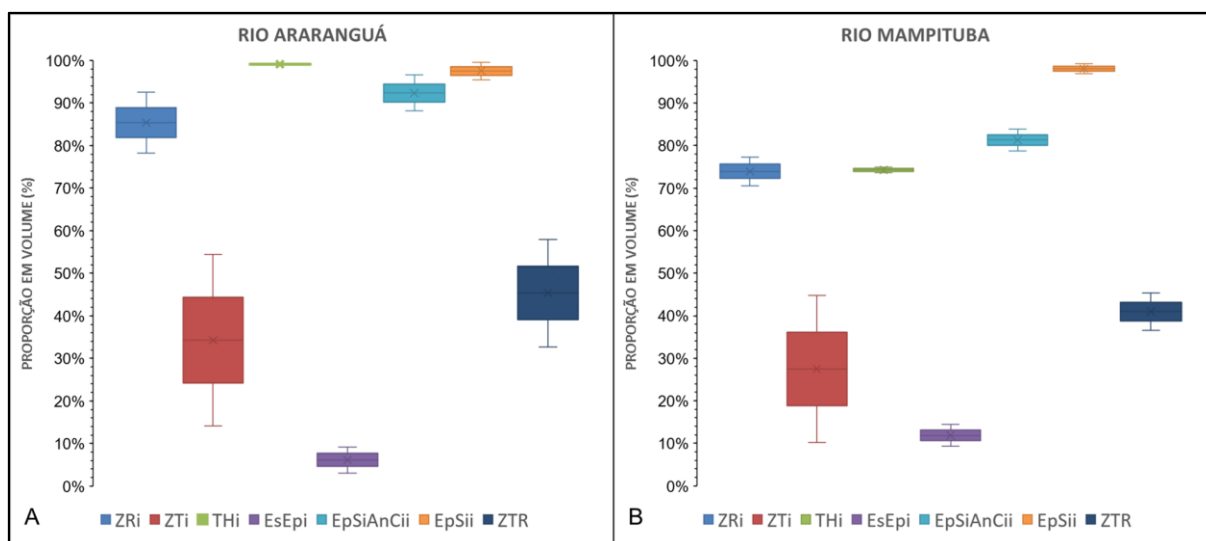 RIO ARARANGUÁ
PROPORÇÃO EM VOLUME (%)
100%
90%
80%
70%
60%
50%
40%
30%
20%
10%
0%
A
ZRi ZTi THi EsEpi EpSiAnCii EpSii ZTR
RIO MAMPITUBA
PROPORÇÃO EM VOLUME (%)
100%
90%
80%
70%
60%
50%
40%
30%
20%
10%
0%
B
ZRi ZTi THi EsEpi EpSiAnCii EpSii ZTR